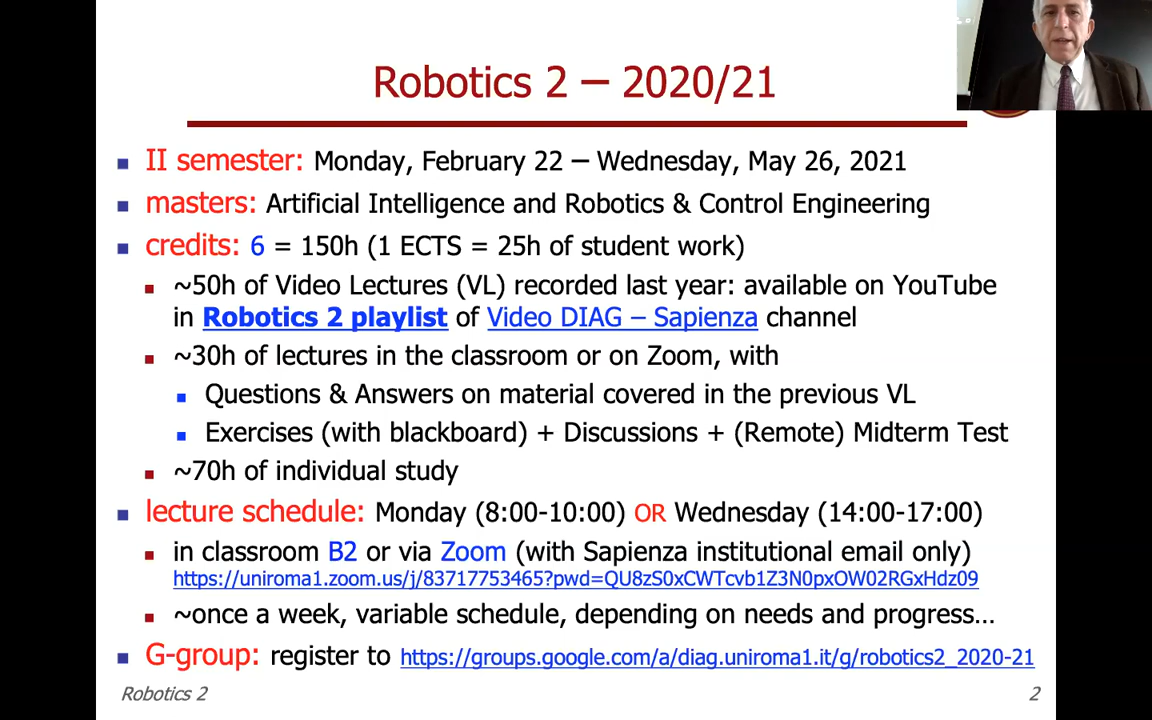 Robotics 2 – 2020/21
II semester: Monday, February 22 – Wednesday, May 26, 2021
masters: Artificial Intelligence and Robotics & Control Engineering
credits: 6 = 150h (1 ECTS = 25h of student work)
~50h of Video Lectures (VL) recorded last year: available on YouTube
in Robotics 2 playlist of Video DIAG – Sapienza channel
~30h of lectures in the classroom or on Zoom, with
Questions & Answers on material covered in the previous VL
Exercises (with blackboard) + Discussions + (Remote) Midterm Test
~70h of individual study
lecture schedule: Monday (8:00-10:00) OR Wednesday (14:00-17:00)
in classroom B2 or via Zoom (with Sapienza institutional email only)
https://uniroma1.zoom.us/j/83717753465?pwd=QU8zS0xCWTcvb1Z3N0pxOW02RGxHdz09
~once a week, variable schedule, depending on needs and progress...
G-group: register to https://groups.google.com/a/diag.uniroma1.it/g/robotics2_2020-21
Robotics 2
2